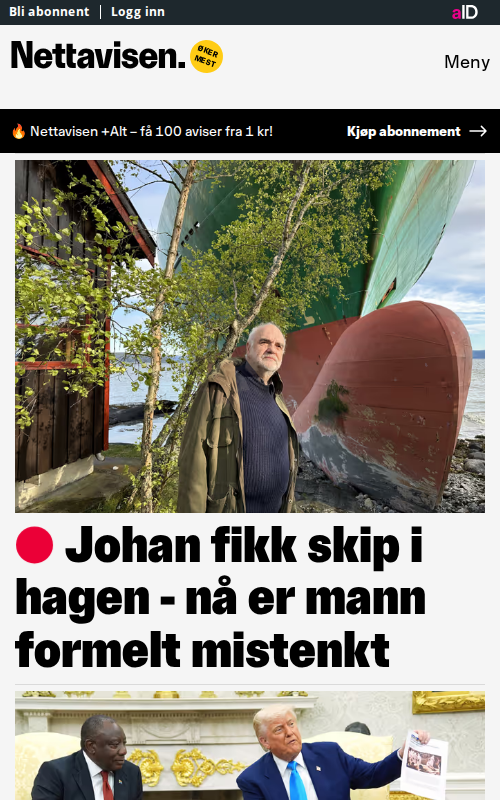 Bli abonnent | Logg inn
aID
Nettavisen.
ØKER
MEST
Meny
🔥 Nettavisen +Alt – få 100 aviser fra 1 kr!
Kjøp abonnement →
Johan fikk skip i
hagen - nå er mann
formelt mistenkt